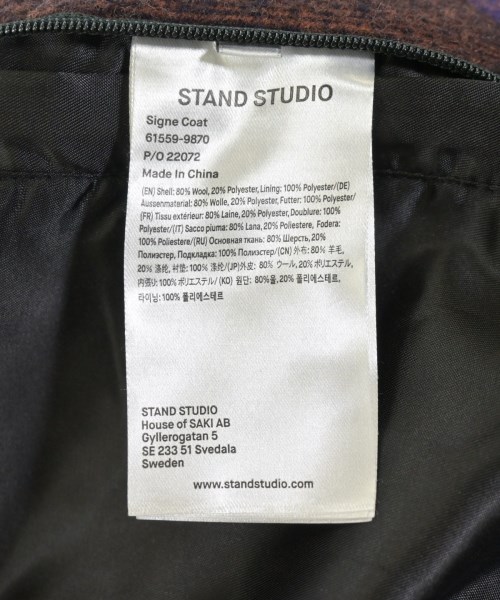 STAND STUDIO
Signe Coat
61559-9870
P/O 22072
Made In China
(EN) Shell: 80% Wool, 20% Polyester, Lining: 100% Polyester/(DE)
Aussenmaterial: 80% Wolle, 20% Polyester, Futter: 100% Polyester/
(FR) Tissu extérieur: 80% Laine, 20% Polyester, Doublure: 100%
Polyester/(IT) Sacco piuma: 80% Lana, 20% Poliestere, Fodera:
100% Poliestere/(RU) Основная ткань: 80% Шерсть, 20%
Полиэстер, Подкладка: 100% Полиэстер/(CN) 外布: 80% 羊毛,
20% 涤纶, 衬垫: 100% 涤纶/(JP)外皮: 80% ウール, 20%ポリエステル,
内張り: 100% ポリエステル/ (KO) 원단: 80%울, 20% 폴리에스테르,
라이닝: 100% 폴리에스테르.
STAND STUDIO
House of SAKI AB
Gyllerogatan 5
SE 233 51 Svedala
Sweden
www.standstudio.com